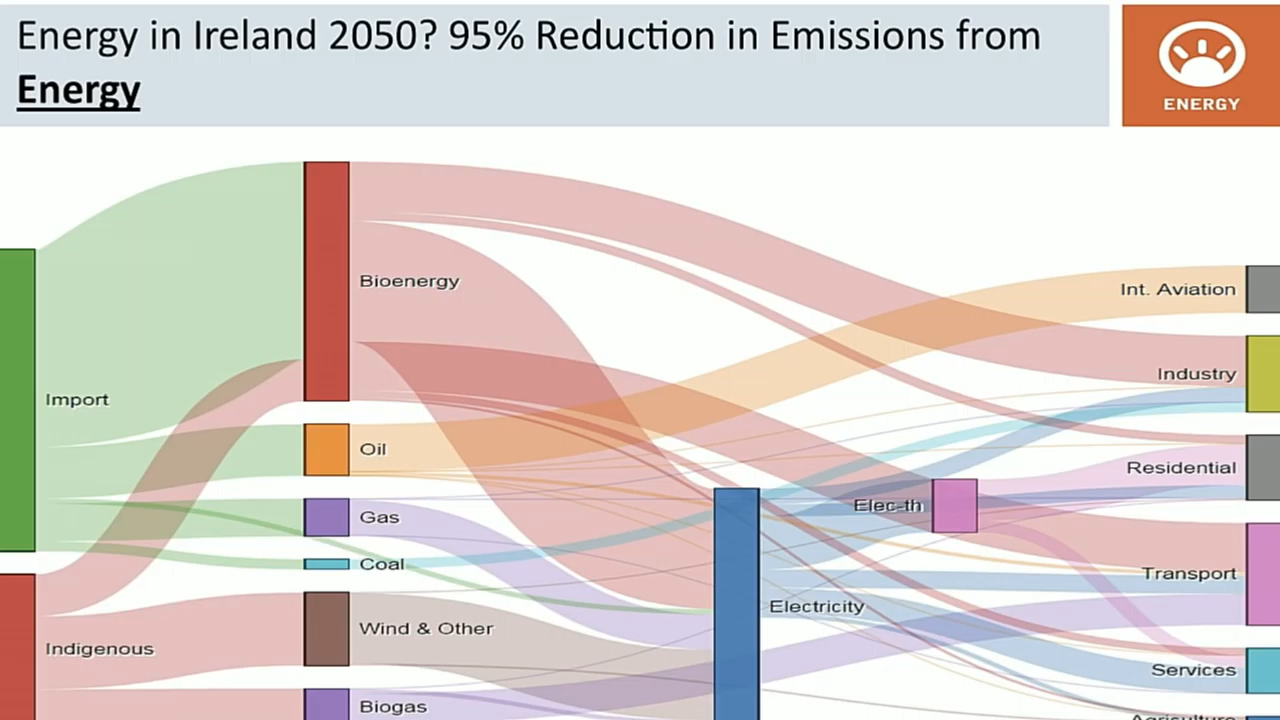 Energy in Ireland 2050? 95% Reduction in Emissions from
Energy
ENERGY
Bioenergy
Int. Aviation
Industry
Import
Oil
Residential
Elec-th
Gas
Coal
Transport
Electricity
Wind & Other
Indigenous
Services
Biogas
Agriculture